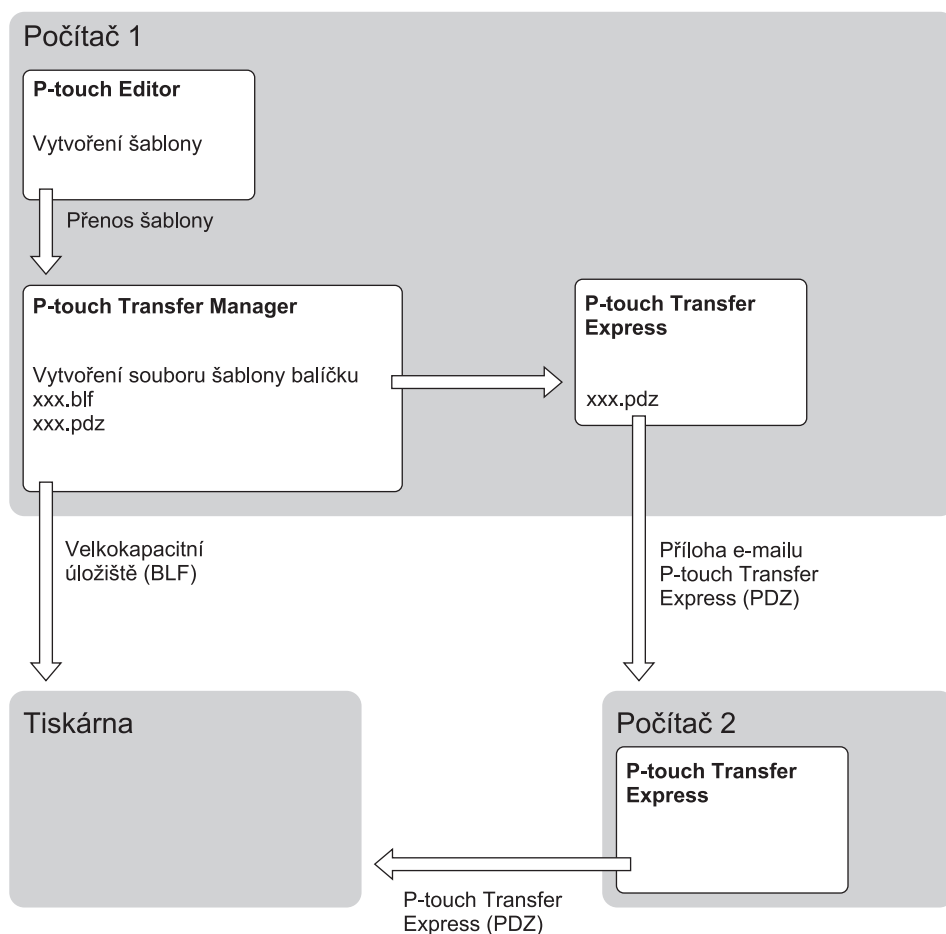 Počítač 1
P-touch Editor
Vytvoření šablony
Přenos šablony
P-touch Transfer Manager
Vytvoření souboru šablony balíčku
xxx.blf
xxx.pdz
P-touch Transfer
Express
xxx.pdz
Velkokapacitní
úložiště (BLF)
Příloha e-mailu
P-touch Transfer
Express (PDZ)
Tiskárna
Počítač 2
P-touch Transfer
Express
P-touch Transfer
Express (PDZ)